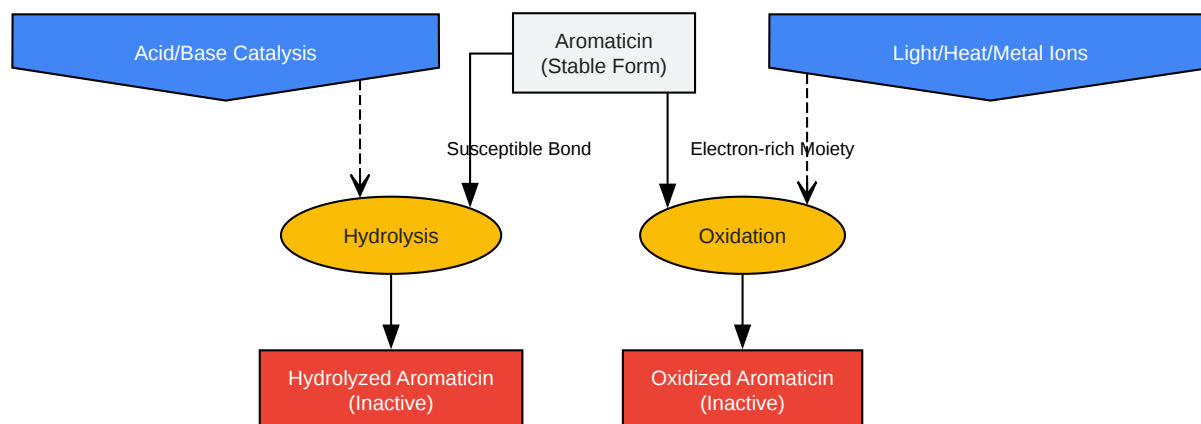 Acid/Base Catalysis
Aromaticin
(Stable Form)
Light/Heat/Metal Ions
Susceptible Bond
Electron-rich Moiety
Hydrolysis
Oxidation
Hydrolyzed Aromaticin
(Inactive)
Oxidized Aromaticin
(Inactive)